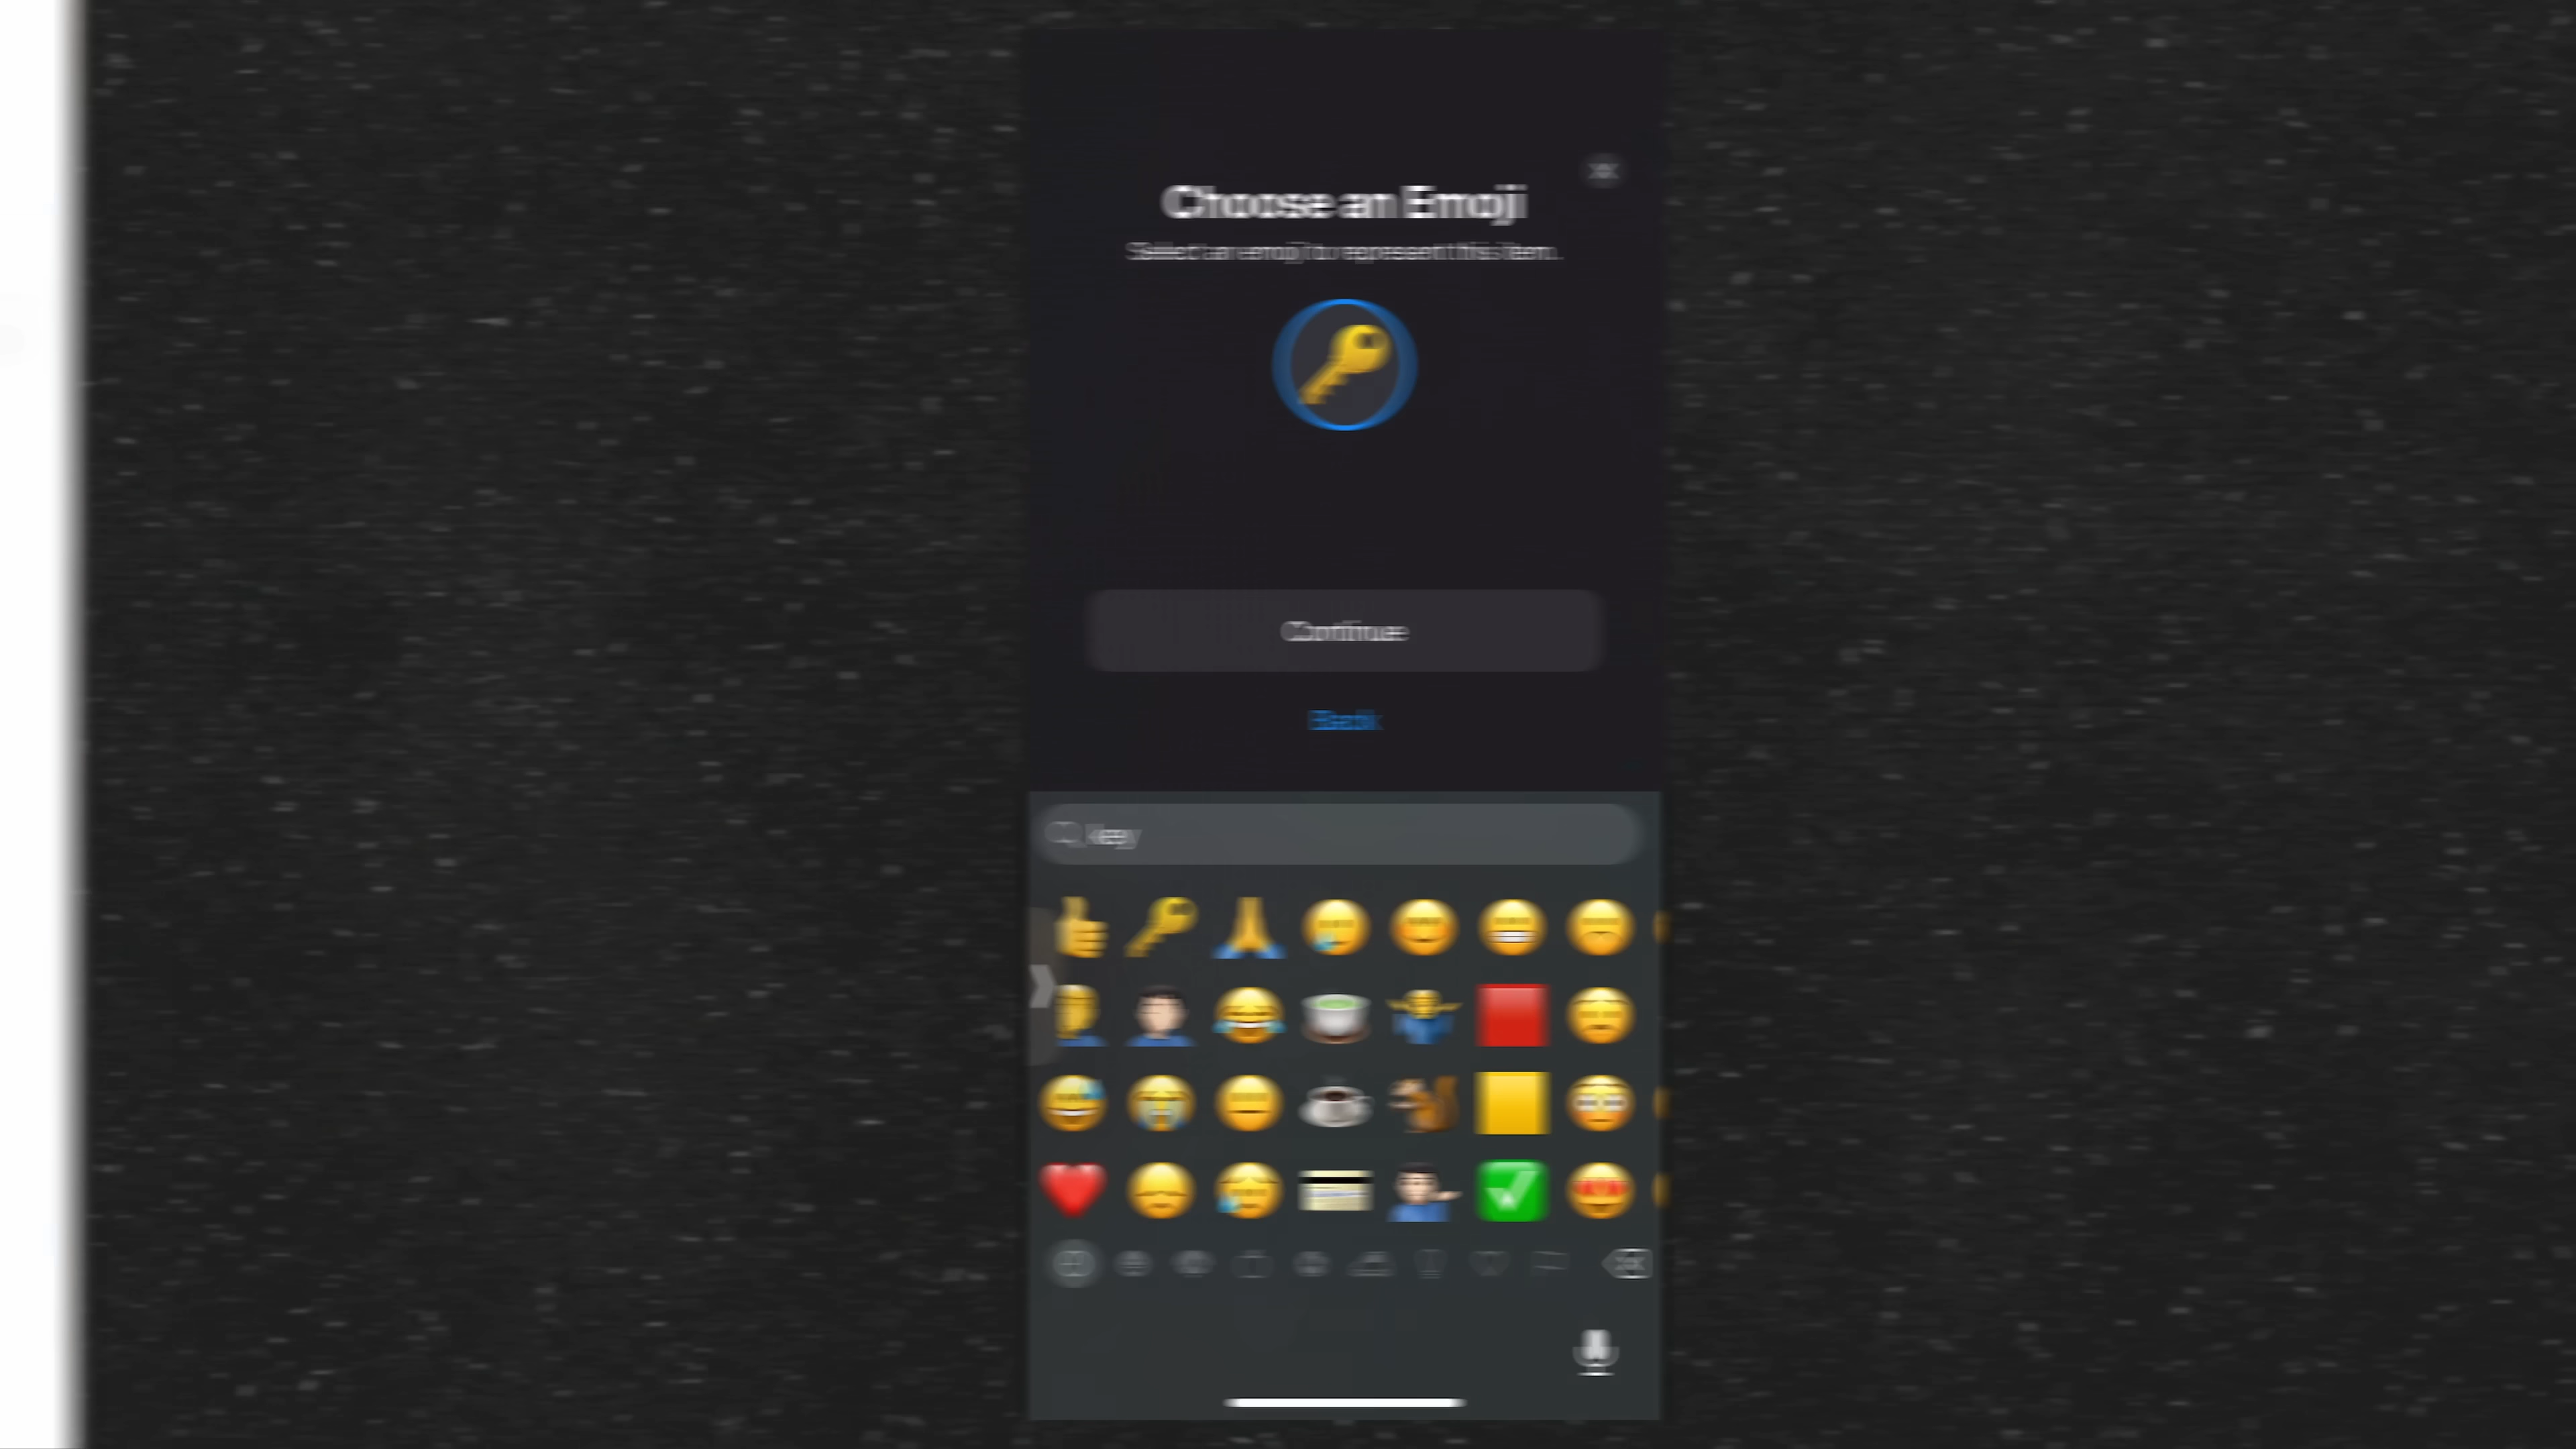 Choose an Emoji
Select an emoji to represent this item.
Continue
Back
key